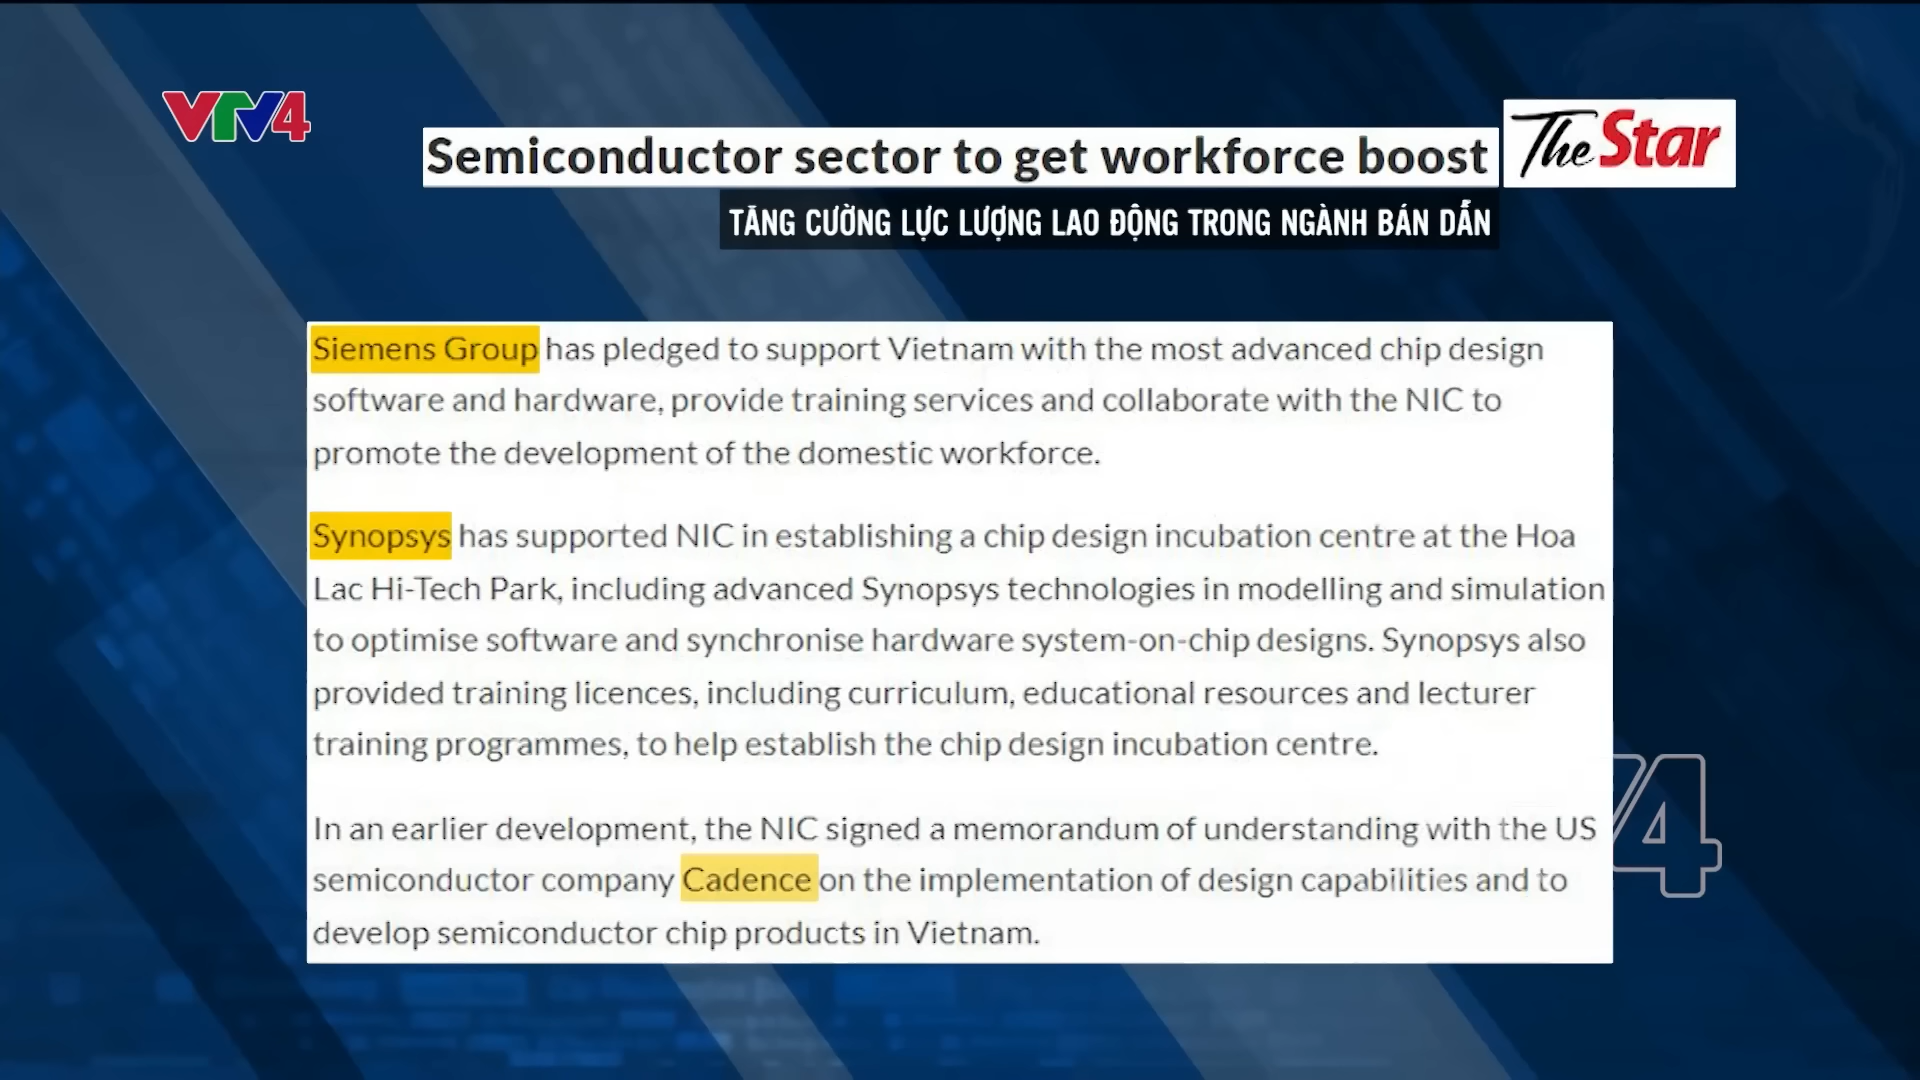 VTV4
Semiconductor sector to get workforce boost
The Star
TĂNG CƯỜNG LỰC LƯỢNG LAO ĐỘNG TRONG NGÀNH BÁN DẪN
Siemens Group has pledged to support Vietnam with the most advanced chip design
software and hardware, provide training services and collaborate with the NIC to
promote the development of the domestic workforce.
Synopsys has supported NIC in establishing a chip design incubation centre at the Hoa
Lac Hi-Tech Park, including advanced Synopsys technologies in modelling and simulation
to optimise software and synchronise hardware system-on-chip designs. Synopsys also
provided training licences, including curriculum, educational resources and lecturer
training programmes, to help establish the chip design incubation centre.
In an earlier development, the NIC signed a memorandum of understanding with the US
semiconductor company Cadence on the implementation of design capabilities and to
develop semiconductor chip products in Vietnam.
4